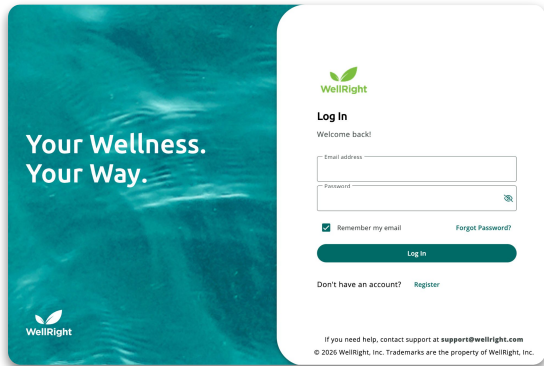 Your Wellness.
Your Way.
WellRight
WellRight
Log In
Welcome back!
Email address
Password
Remember my email
Forgot Password?
Log In
Don't have an account? Register
If you need help, contact support at support@wellright.com
© 2026 WellRight, Inc. Trademarks are the property of WellRight, Inc.